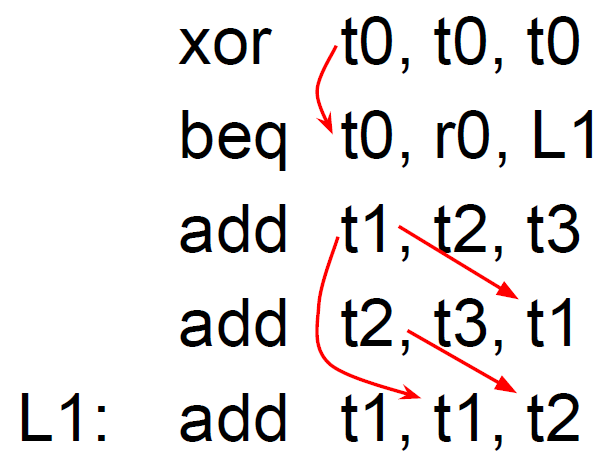 xor t0, t0, t0
beq t0, r0, L1
add t1, t2, t3
add t2, t3, t1
L1: add t1, t1, t2